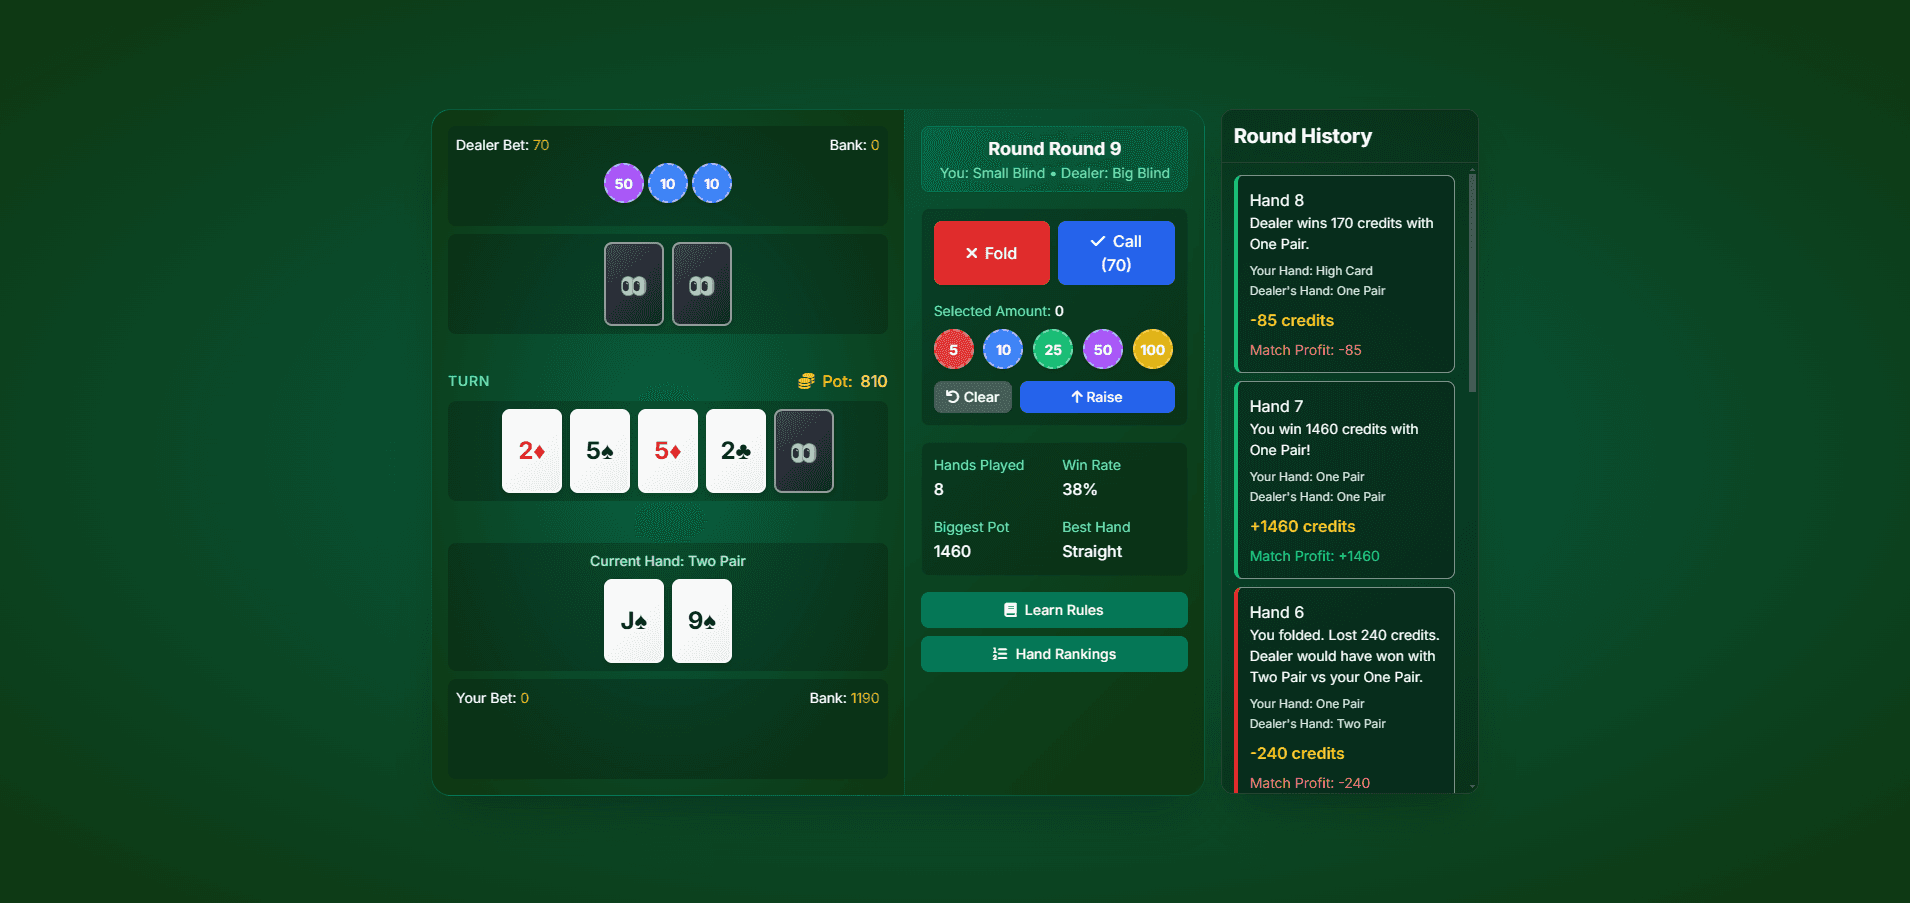 Dealer Bet: 70
Bank: 0
50 10 10
TURN
Pot: 810
2♦ 5♠ 5♦ 2♣
Current Hand: Two Pair
J♠ 9♠
Your Bet: 0
Bank: 1190
Round Round 9
You: Small Blind • Dealer: Big Blind
Fold
Call
(70)
Selected Amount: 0
5 10 25 50 100
Clear
Raise
Hands Played
8
Win Rate
38%
Biggest Pot
1460
Best Hand
Straight
Learn Rules
Hand Rankings
Round History
Hand 8
Dealer wins 170 credits with
One Pair.
Your Hand: High Card
Dealer's Hand: One Pair
-85 credits
Match Profit: -85
Hand 7
You win 1460 credits with
One Pair!
Your Hand: One Pair
Dealer's Hand: One Pair
+1460 credits
Match Profit: +1460
Hand 6
You folded. Lost 240 credits.
Dealer would have won with
Two Pair vs your One Pair.
Your Hand: One Pair
Dealer's Hand: Two Pair
-240 credits
Match Profit: -240